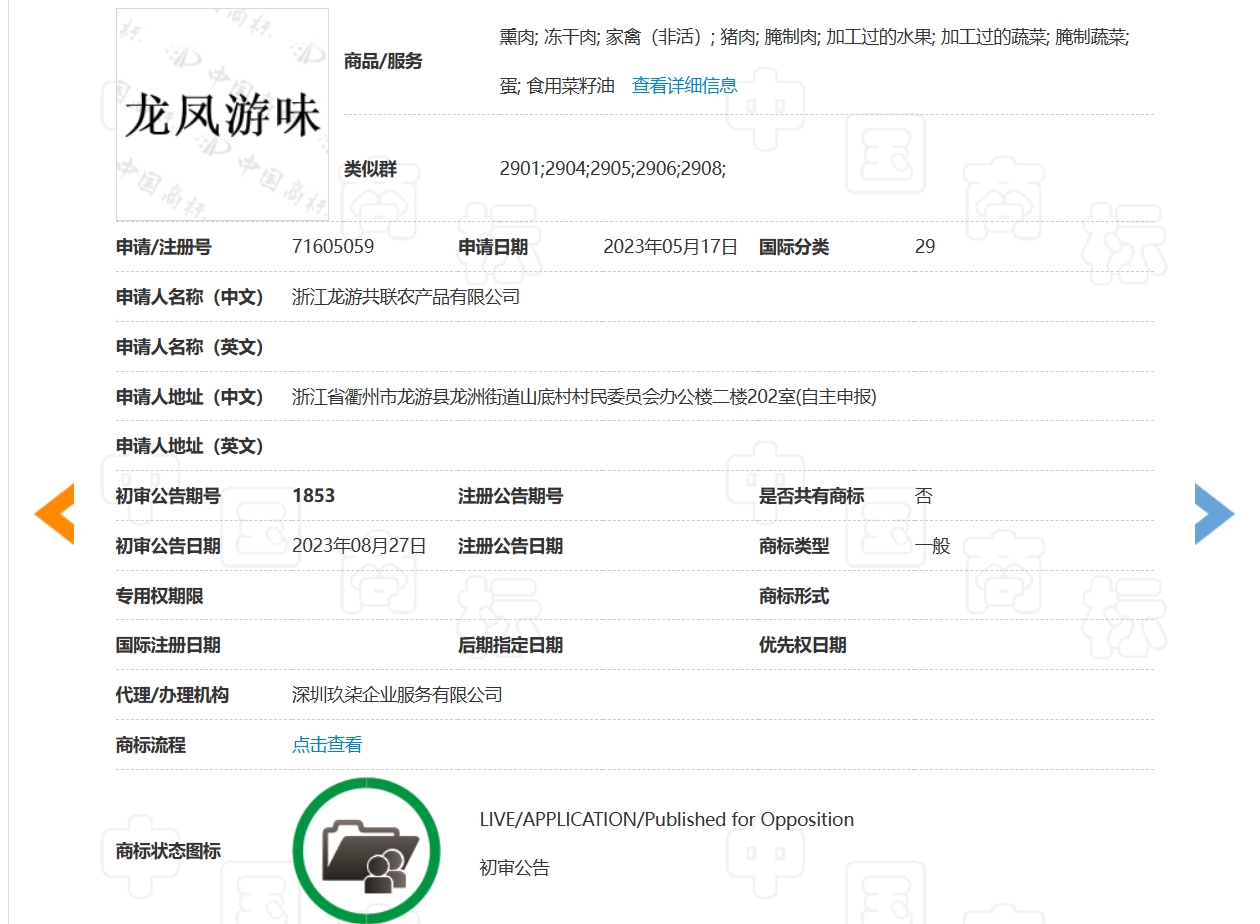 龙凤游味
商品/服务
熏肉; 冻干肉; 家禽（非活）; 猪肉; 腌制肉; 加工过的水果; 加工过的蔬菜; 腌制蔬菜;
蛋; 食用菜籽油 查看详细信息
类似群 2901;2904;2905;2906;2908;
申请/注册号 71605059 申请日期 2023年05月17日 国际分类 29
申请人名称（中文） 浙江龙游共联农产品有限公司
申请人名称（英文）
申请人地址（中文） 浙江省衢州市龙游县龙洲街道山底村村民委员会办公楼二楼202室(自主申报)
申请人地址（英文）
初审公告期号 1853 注册公告期号 是否共有商标 否
初审公告日期 2023年08月27日 注册公告日期 商标类型 一般
专用权期限 商标形式
国际注册日期 后期指定日期 优先权日期
代理/办理机构 深圳玖柒企业服务有限公司
商标流程 点击查看
商标状态图标
LIVE/APPLICATION/Published for Opposition
初审公告
中国商标